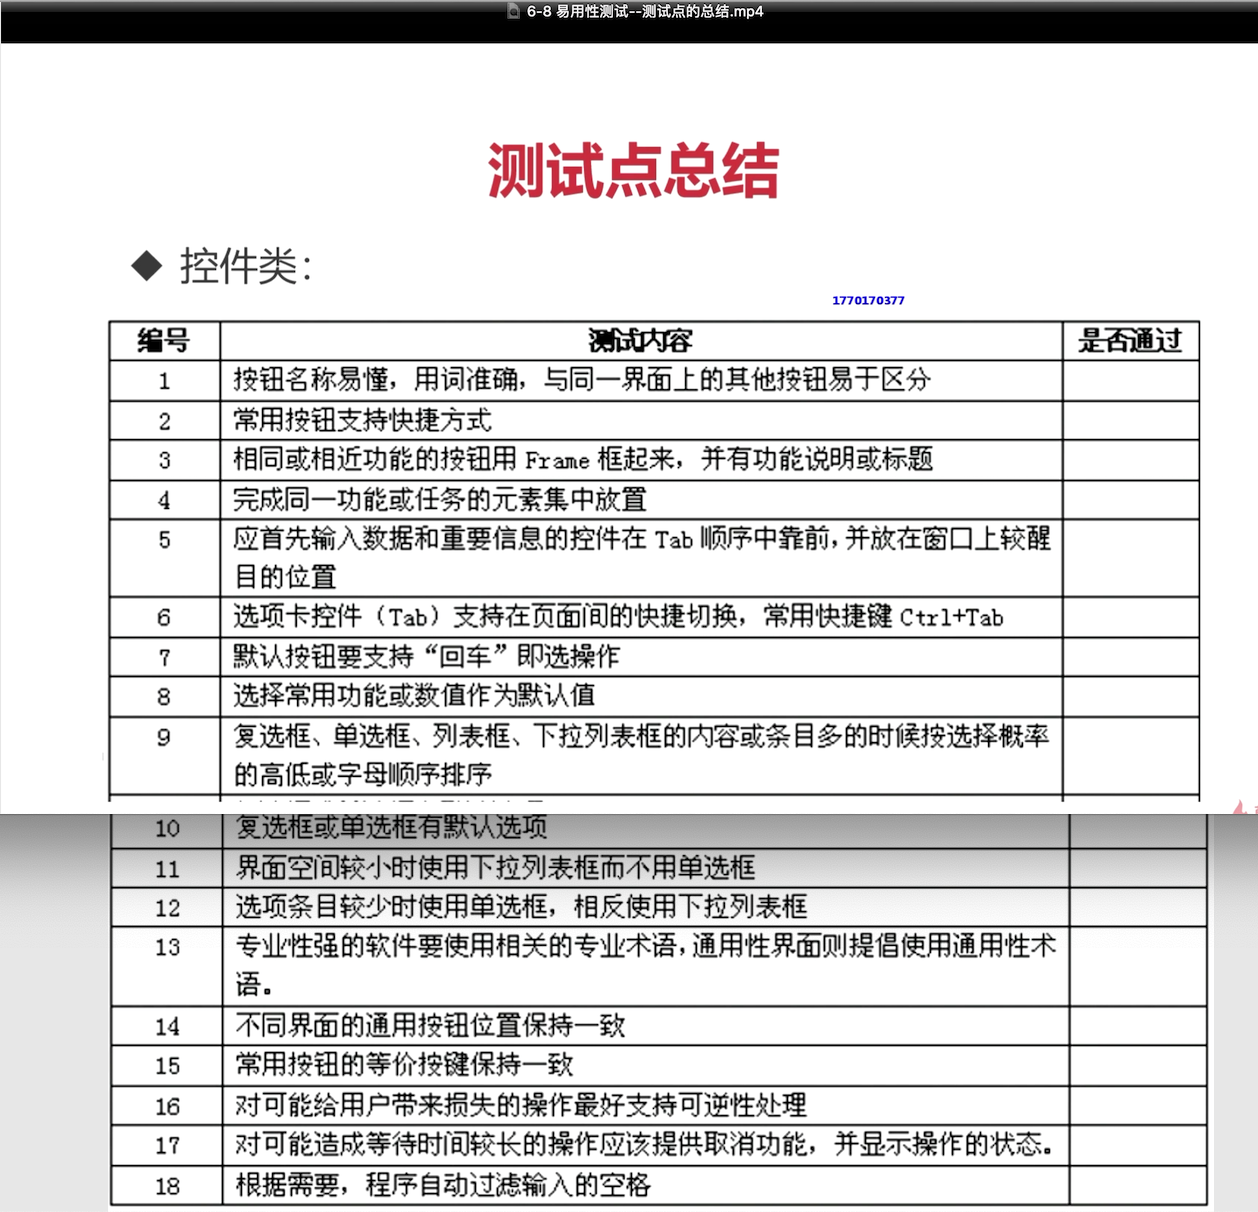 6-8 易用性测试--测试点的总结.mp4
测试点总结
◆ 控件类：
1770170377
编号 测试内容 是否通过
1 按钮名称易懂，用词准确，与同一界面上的其他按钮易于区分
2 常用按钮支持快捷方式
3 相同或相近功能的按钮用 Frame 框起来，并有功能说明或标题
4 完成同一功能或任务的元素集中放置
5 应首先输入数据和重要信息的控件在 Tab 顺序中靠前，并放在窗口上较醒
目的位置
6 选项卡控件（Tab）支持在页面间的快捷切换，常用快捷键 Ctrl+Tab
7 默认按钮要支持“回车”即选操作
8 选择常用功能或数值作为默认值
9 复选框、单选框、列表框、下拉列表框的内容或条目多的时候按选择概率
的高低或字母顺序排序
10 复选框或单选框有默认选项
11 界面空间较小时使用下拉列表框而不用单选框
12 选项条目较少时使用单选框，相反使用下拉列表框
13 专业性强的软件要使用相关的专业术语，通用性界面则提倡使用通用性术
语。
14 不同界面的通用按钮位置保持一致
15 常用按钮的等价按键保持一致
16 对可能给用户带来损失的操作最好支持可逆性处理
17 对可能造成等待时间较长的操作应该提供取消功能，并显示操作的状态。
18 根据需要，程序自动过滤输入的空格